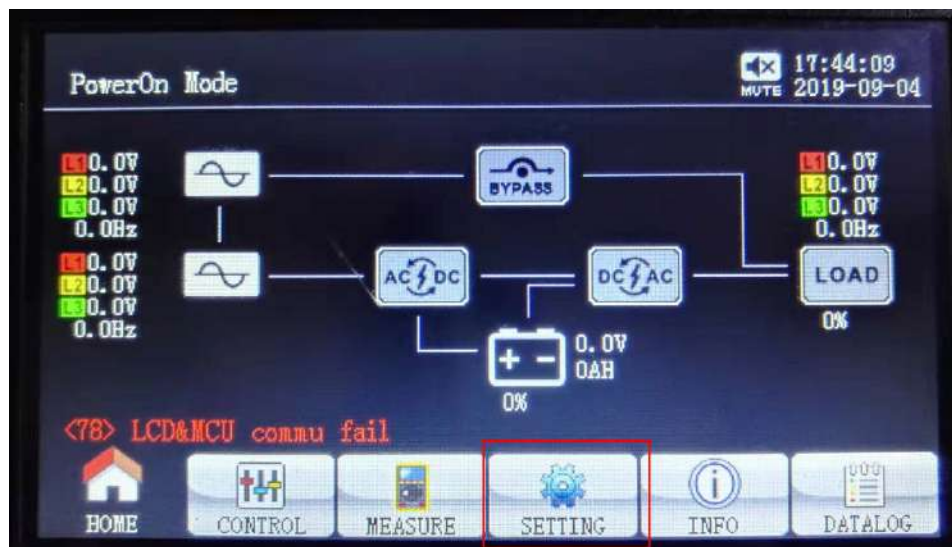 PowerOn Mode
MUTE
17:44:09
2019-09-04
L1 0.0V
L2 0.0V
L3 0.0V
0.0Hz
BYPASS
L1 0.0V
L2 0.0V
L3 0.0V
0.0Hz
L1 0.0V
L2 0.0V
L3 0.0V
0.0Hz
AC DC
DC AC
LOAD
0%
+ -
0.0V
0AH
0%
<78> LCD&MCU commu fail
HOME
CONTROL
MEASURE
SETTING
INFO
DATALOG